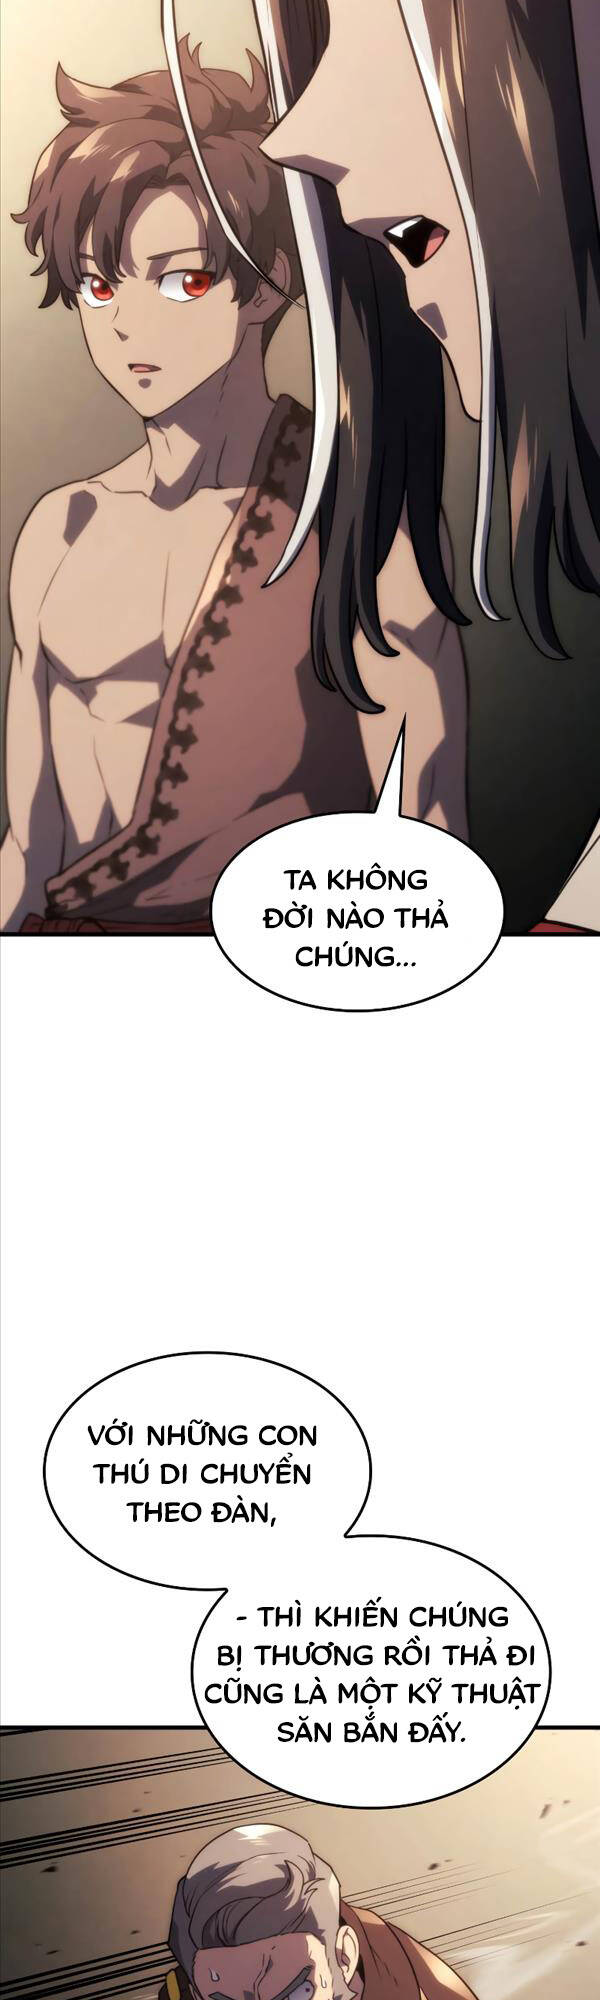 TA KHÔNG
ĐỜI NÀO THẢ
CHÚNG...
VỚI NHỮNG CON
THÚ DI CHUYỂN
THEO ĐÀN,
- THÌ KHIẾN CHÚNG
BỊ THƯƠNG RỒI THẢ ĐI
CŨNG LÀ MỘT KỸ THUẬT
SĂN BẮN ĐẤY.